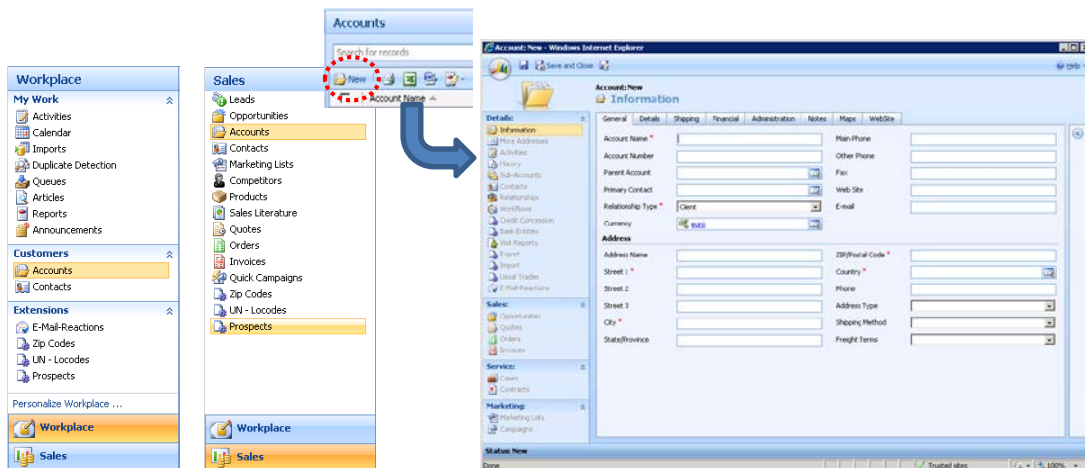 Workplace
My Work
Activities
Calendar
Imports
Duplicate Detection
Queues
Articles
Reports
Announcements
Customers
Accounts
Contacts
Extensions
E-Mail-Reactions
Zip Codes
UN - Locodes
Prospects
Personalize Workplace ...
Workplace
Sales
Sales
Leads
Opportunities
Accounts
Contacts
Marketing Lists
Competitors
Products
Sales Literature
Quotes
Orders
Invoices
Quick Campaigns
Zip Codes
UN - Locodes
Prospects
Workplace
Sales
Accounts
Search for records
New
Account Name
Account: New - Windows Internet Explorer
Save and Close
Help
Account: New
Information
Details:
Information
More Addresses
Activities
History
Sub-Accounts
Contacts
Relationships
Workflows
Credit Concession
Bank Entities
Visit Reports
Export
Import
Usual Trades
E-Mail-Reactions
Sales:
Opportunities
Quotes
Orders
Invoices
Service:
Cases
Contracts
Marketing:
Marketing Lists
Campaigns
General Details Shipping Financial Administration Notes Maps WebSite
Account Name * Main Phone
Account Number Other Phone
Parent Account Fax
Primary Contact Web Site
Relationship Type * Client E-mail
Currency euro
Address
Address Name ZIP/Postal Code *
Street 1 * Country *
Street 2 Phone
Street 3 Address Type
City * Shipping Method
State/Province Freight Terms
Status: New
Done Trusted sites 100%